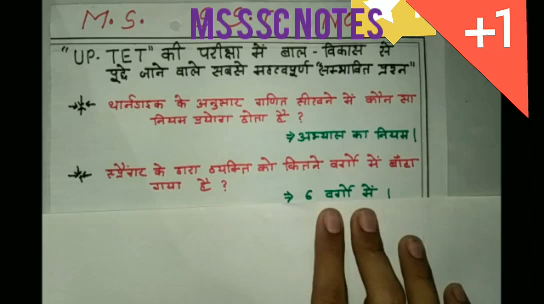 M. S.
MSSSCNOTES
+1
"UP-TET" की परीक्षा में बाल-विकास से
पूछे जाने वाले सबसे महत्वपूर्ण "सम्भावित प्रश्न"
थार्नडाइक के अनुसार गणित सीखने में कौन सा
नियम प्रयोग होता है ?
→ अभ्यास का नियम।
स्प्रैंगर के द्वारा व्यक्ति को कितने वर्गो में बाँटा
गया है ?
→ 6 वर्गो में ।